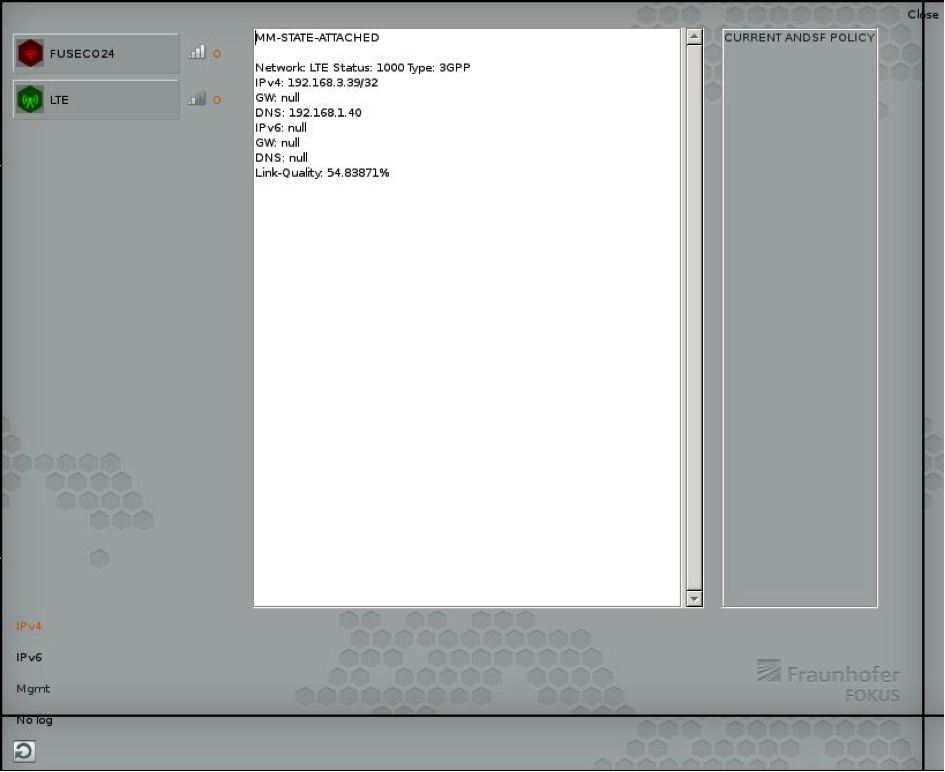 Close
FUSECO24 0
LTE 0
MM-STATE-ATTACHED
Network: LTE Status: 1000 Type: 3GPP
IPv4: 192.168.3.39/32
GW: null
DNS: 192.168.1.40
IPv6: null
GW: null
DNS: null
Link-Quality: 54.83871%
CURRENT ANDSF POLICY
IPv4
IPv6
Mgmt
No log
Fraunhofer
FOKUS